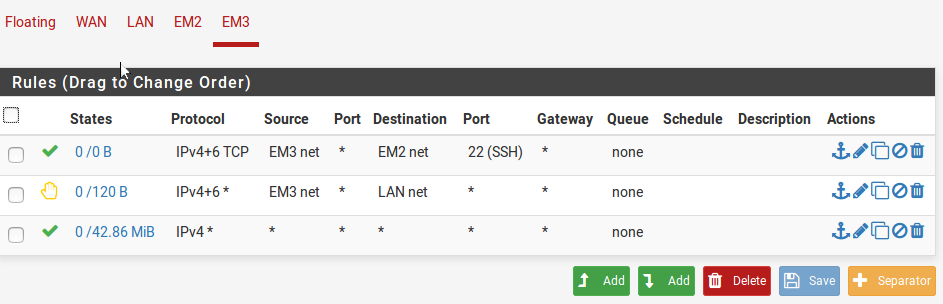 Floating WAN LAN EM2 EM3
Rules (Drag to Change Order)
States Protocol Source Port Destination Port Gateway Queue Schedule Description Actions
0 /0 B IPv4+6 TCP EM3 net * EM2 net 22 (SSH) * none
0 /120 B IPv4+6 * EM3 net * LAN net * * none
0 /42.86 MiB IPv4 * * * * * * none
Add Add Delete Save Separator